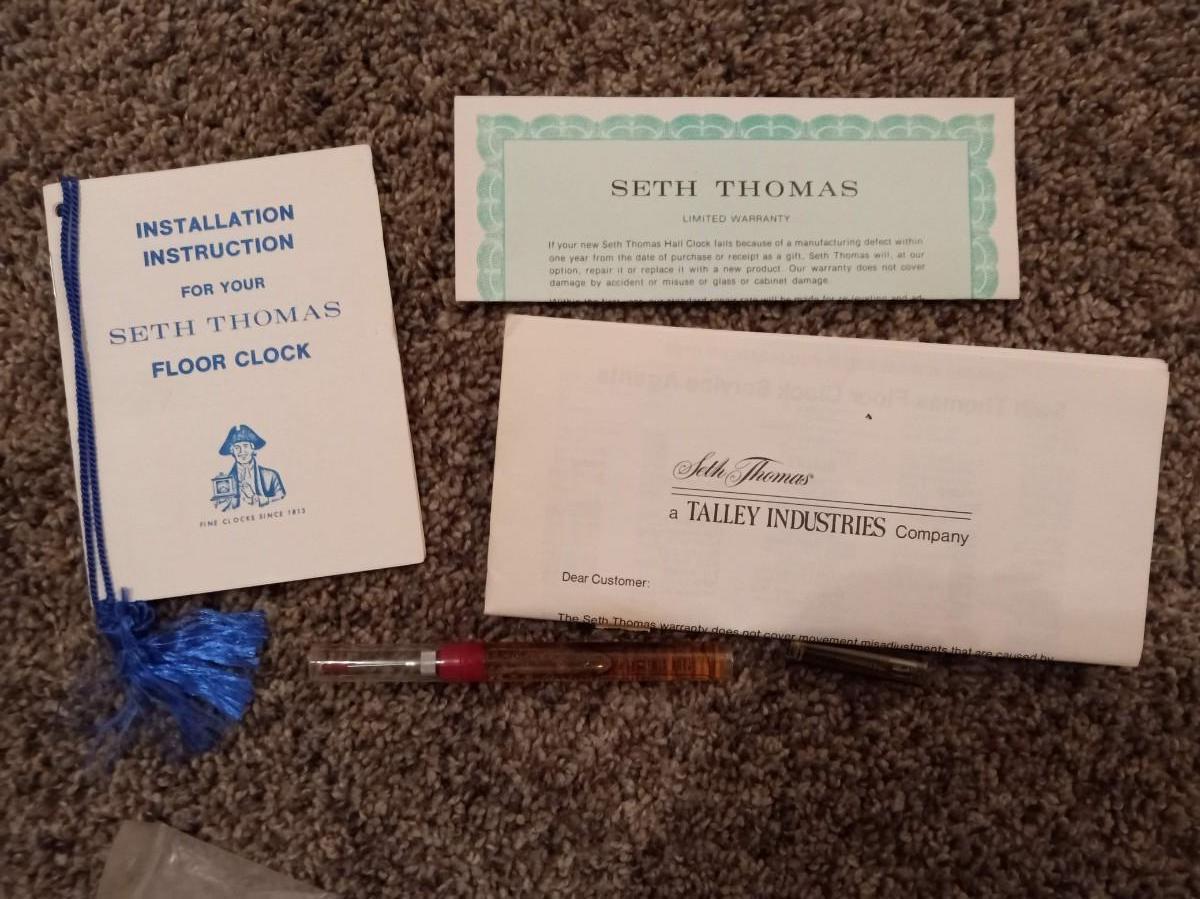 INSTALLATION
INSTRUCTION
FOR YOUR
SETH THOMAS
FLOOR CLOCK
FINE CLOCKS SINCE 1813
SETH THOMAS
LIMITED WARRANTY
If your new Seth Thomas Hall Clock fails because of a manufacturing defect within
one year from the date of purchase or receipt as a gift, Seth Thomas will, at our
option, repair it or replace it with a new product. Our warranty does not cover
damage by accident or misuse or glass or cabinet damage.
Seth Thomas Floor Clock Service Agents
Seth Thomas®
a TALLEY INDUSTRIES Company
Dear Customer:
The Seth Thomas warranty does not cover movement misadjustments that are caused by